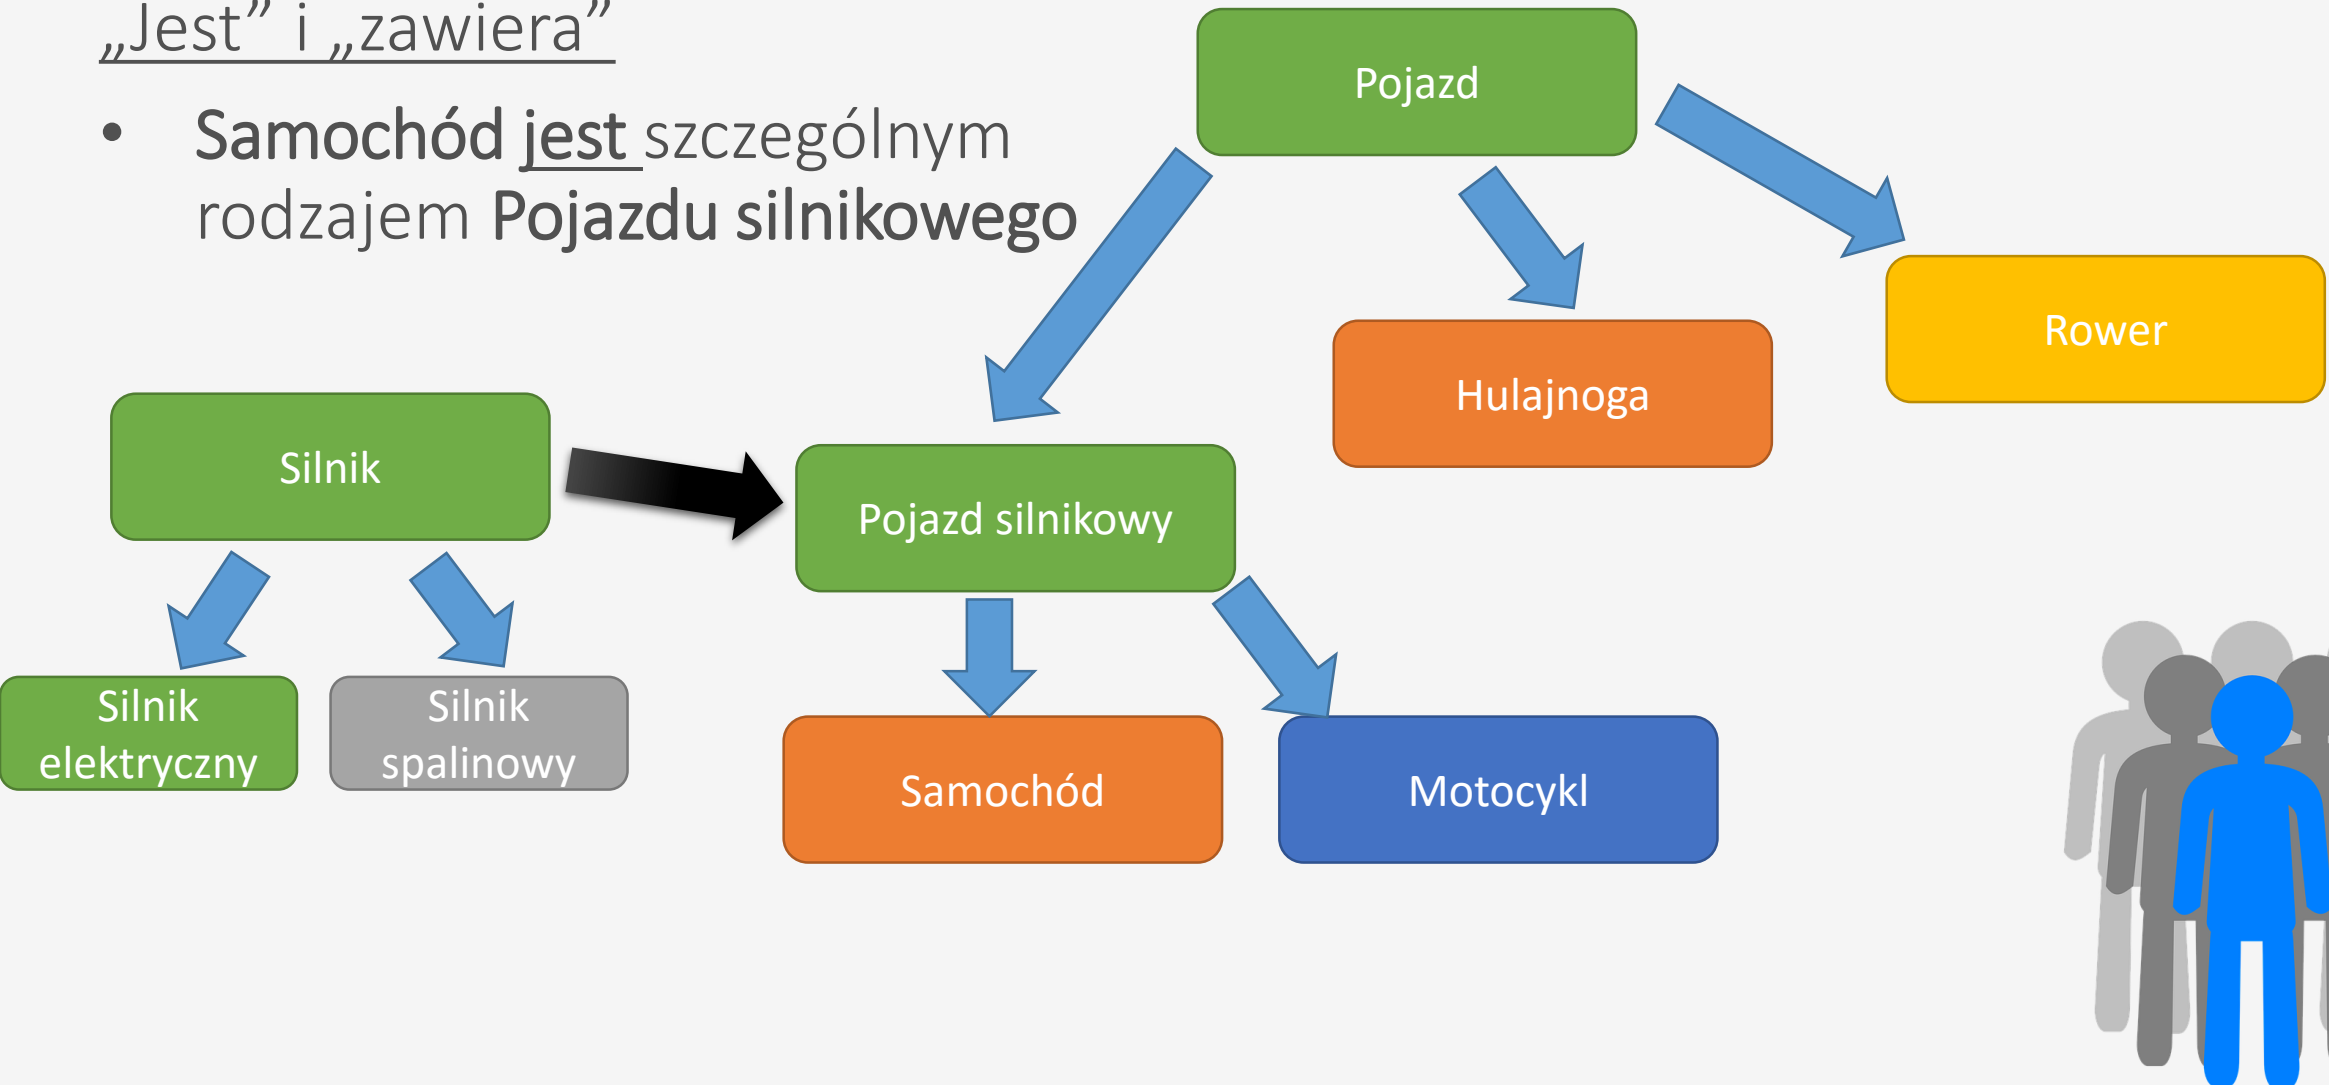 „Jest” i „zawiera”
• Samochód jest szczególnym
rodzajem Pojazdu silnikowego
Pojazd
Rower
Hulajnoga
Silnik
Pojazd silnikowy
Silnik
elektryczny
Silnik
spalinowy
Samochód
Motocykl